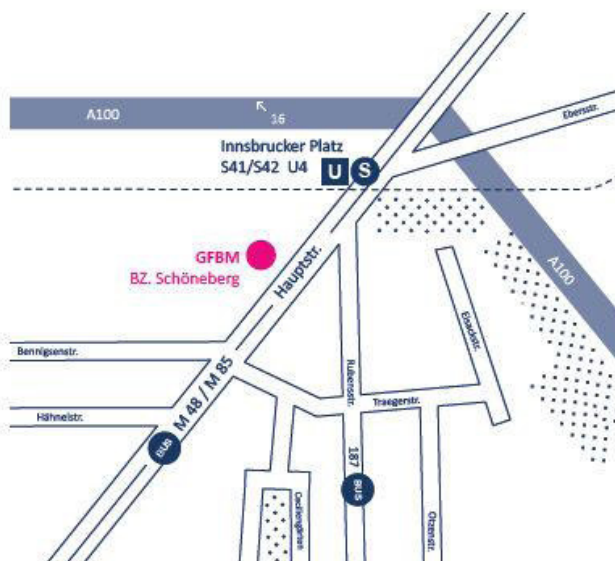 A100
16
Ebersstr.
Innsbrucker Platz
S41/S42 U4
U
S
GFBM
BZ. Schöneberg
Hauptstr.
A100
Eisackstr.
Bennigsenstr.
Rubensstr.
Traegerstr.
Hähnelstr.
M 48 / M 85
BUS
187
BUS
Cäciliengärten
Otzenstr.